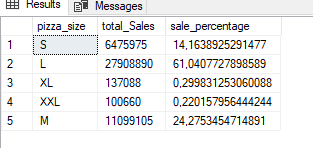 Results Messages
pizza_size total_Sales sale_percentage
1 S 6475975 14,1638925291477
2 L 27908890 61,0407727898589
3 XL 137088 0,299831253060088
4 XXL 100660 0,220157956444244
5 M 11099105 24,2753454714891